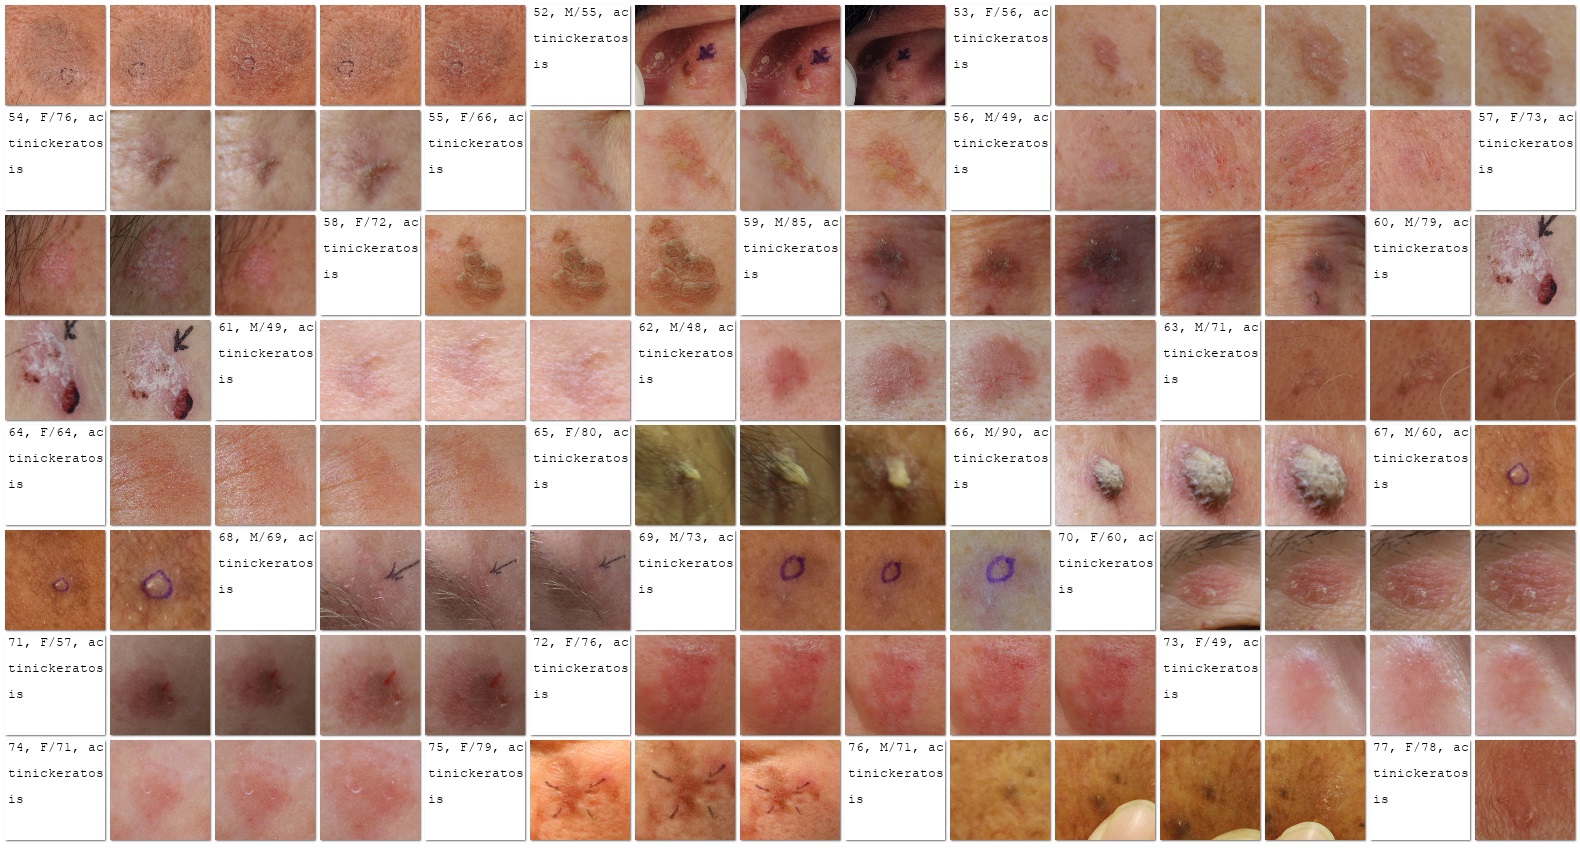 52, M/55, ac
tinickeratos
is
53, F/56, ac
tinickeratos
is
54, F/76, ac
tinickeratos
is
55, F/66, ac
tinickeratos
is
56, M/49, ac
tinickeratos
is
57, F/73, ac
tinickeratos
is
58, F/72, ac
tinickeratos
is
59, M/85, ac
tinickeratos
is
60, M/79, ac
tinickeratos
is
61, M/49, ac
tinickeratos
is
62, M/48, ac
tinickeratos
is
63, M/71, ac
tinickeratos
is
64, F/64, ac
tinickeratos
is
65, F/80, ac
tinickeratos
is
66, M/90, ac
tinickeratos
is
67, M/60, ac
tinickeratos
is
68, M/69, ac
tinickeratos
is
69, M/73, ac
tinickeratos
is
70, F/60, ac
tinickeratos
is
71, F/57, ac
tinickeratos
is
72, F/76, ac
tinickeratos
is
73, F/49, ac
tinickeratos
is
74, F/71, ac
tinickeratos
is
75, F/79, ac
tinickeratos
is
76, M/71, ac
tinickeratos
is
77, F/78, ac
tinickeratos
is